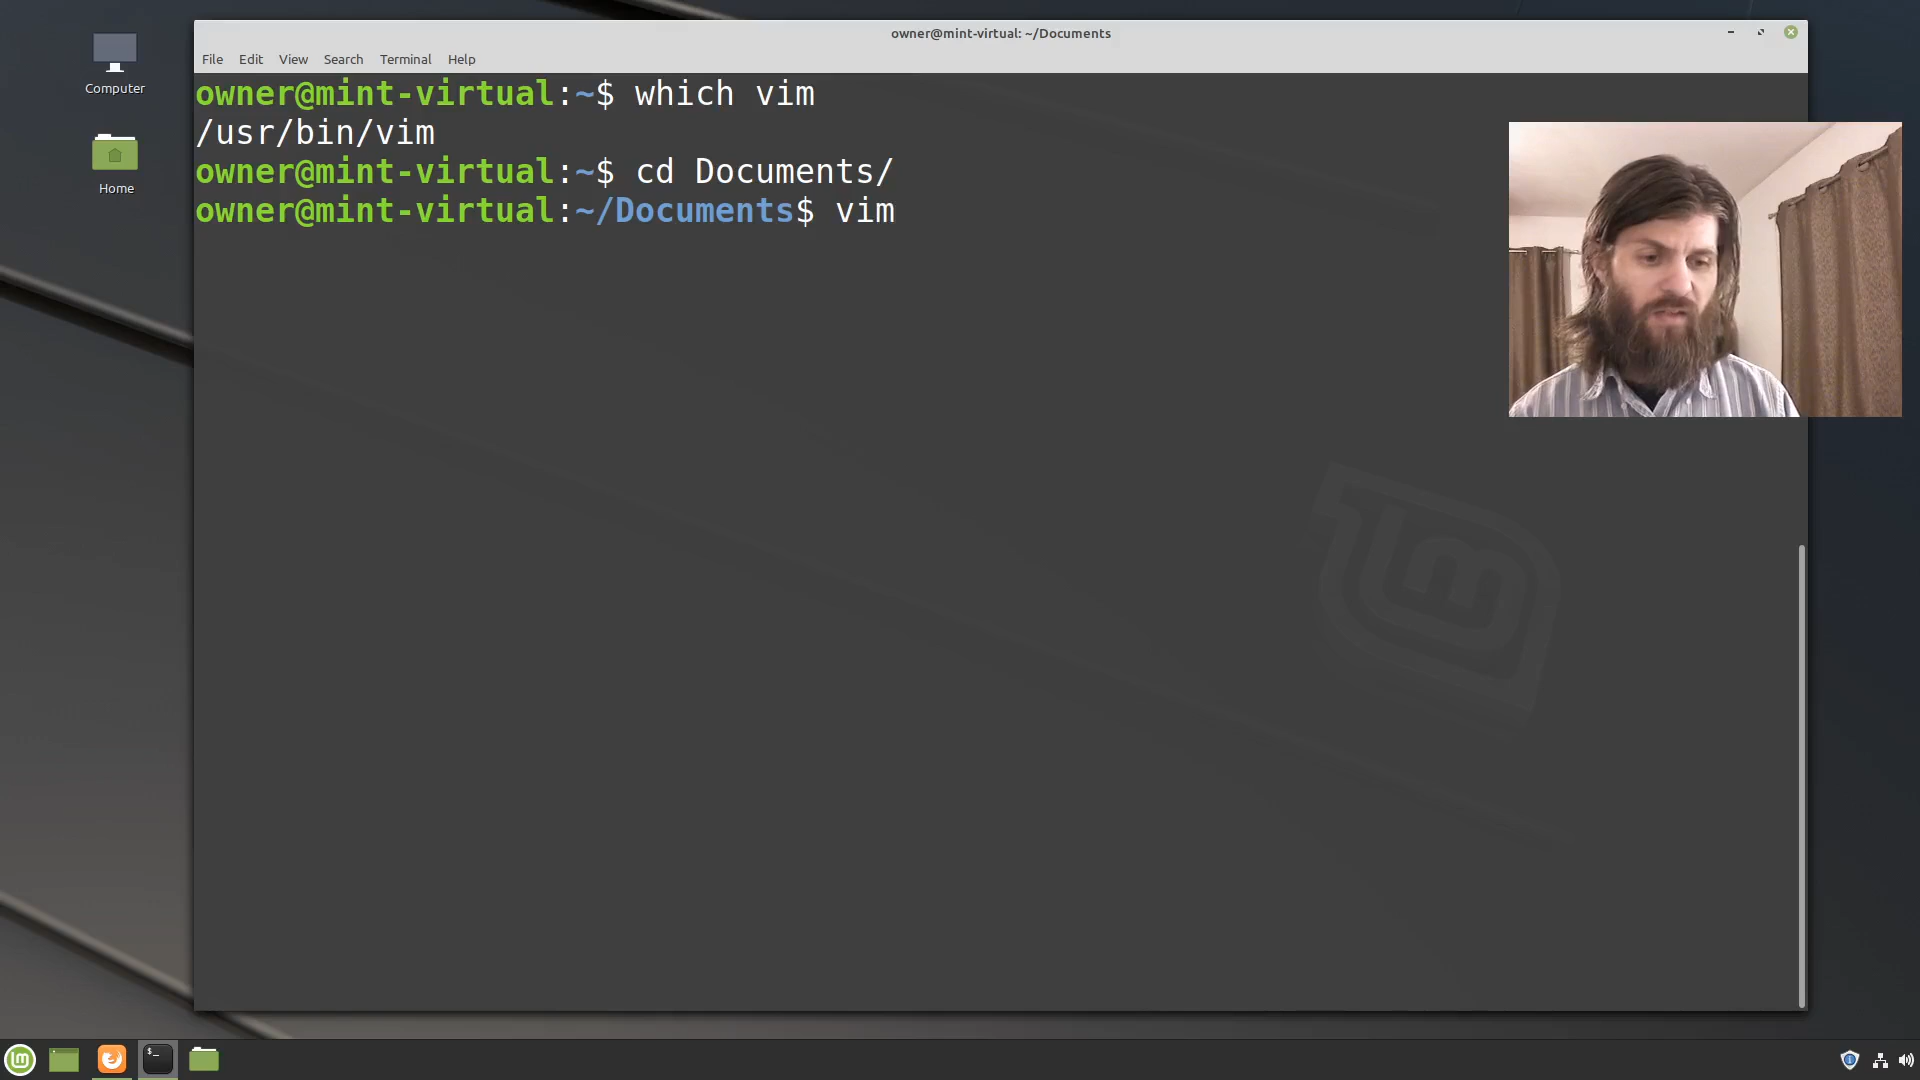 owner@mint-virtual: ~/Documents
File Edit View Search Terminal Help
Computer
Home
owner@mint-virtual:~$ which vim
/usr/bin/vim
owner@mint-virtual:~$ cd Documents/
owner@mint-virtual:~/Documents$ vim